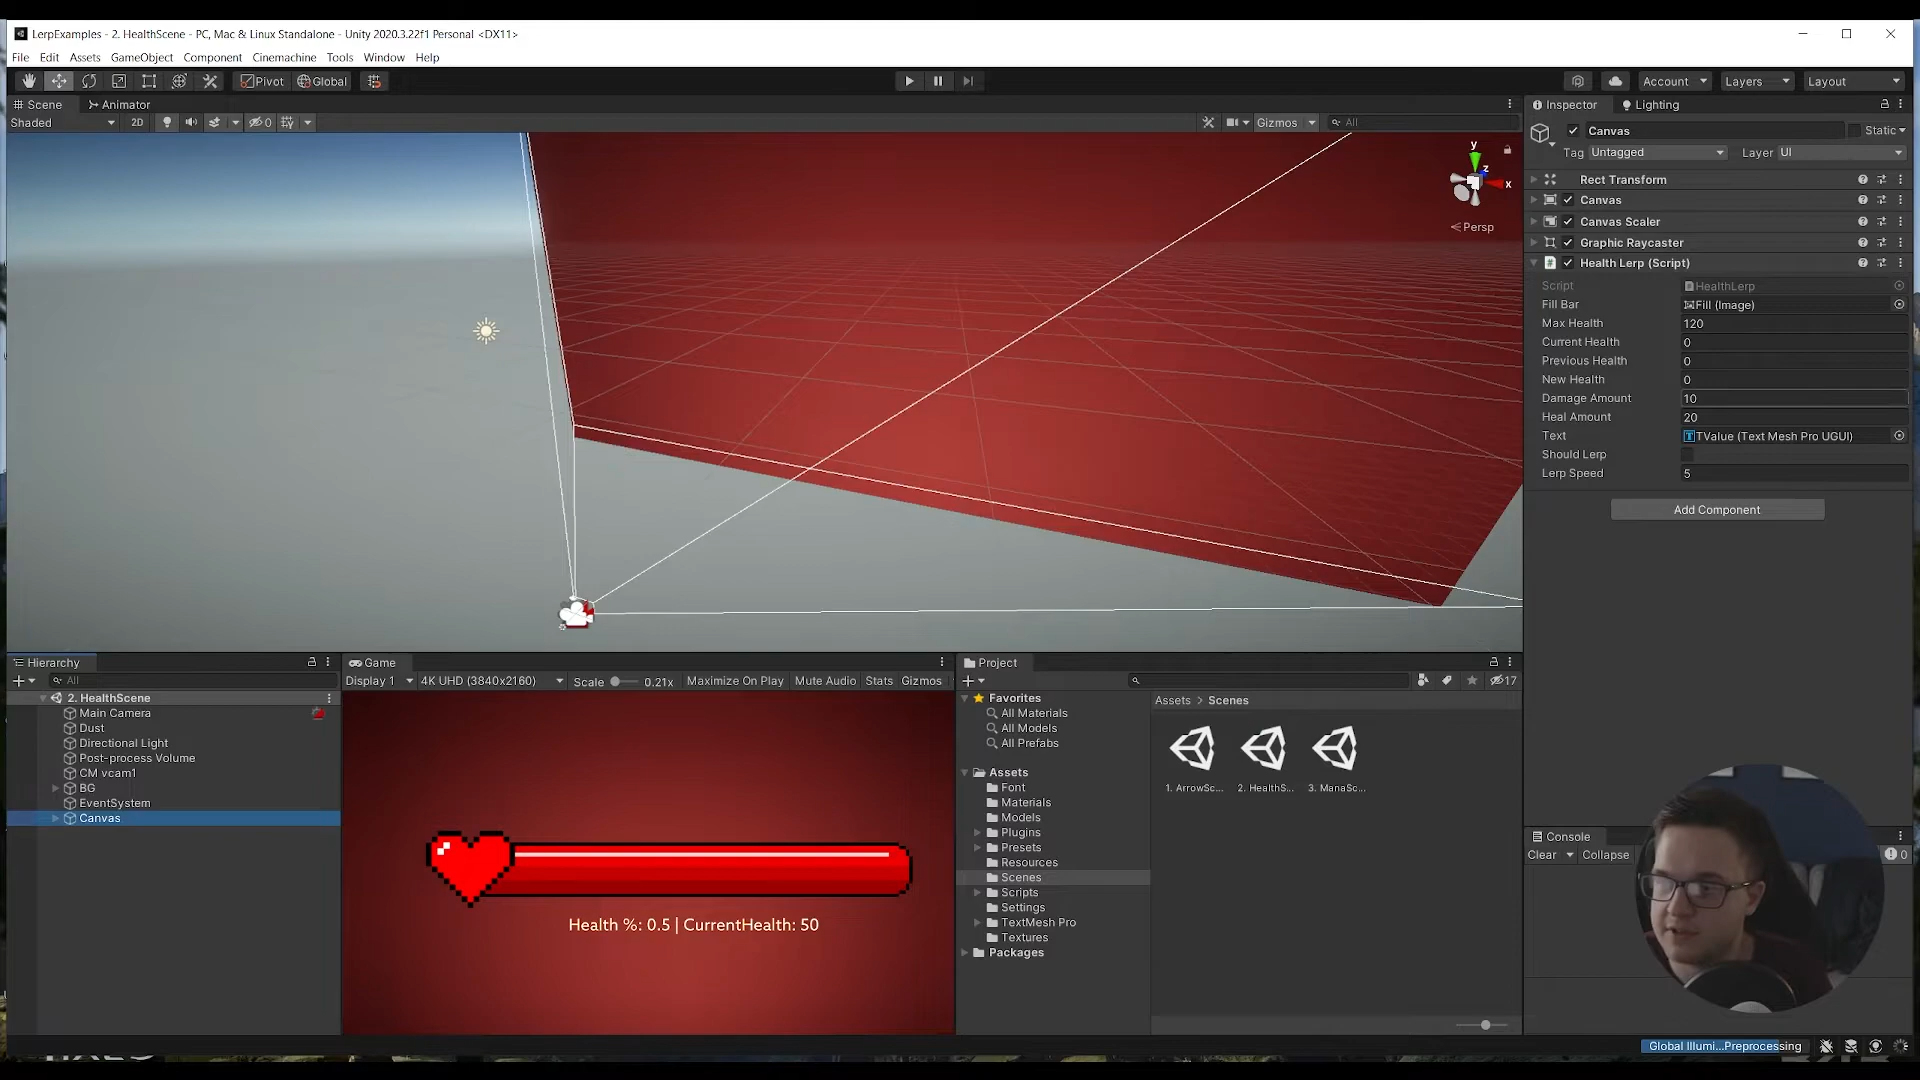 LerpExamples - 2. HealthScene - PC, Mac & Linux Standalone - Unity 2020.3.22f1 Personal <DX11>
File Edit Assets GameObject Component Cinemachine Tools Window Help
Pivot Global Account Layers Layout
Scene Animator
Shaded 2D 0 Gizmos All
y
z
x
Persp
Inspector Lighting
Canvas Static
Tag Untagged Layer UI
Rect Transform
Canvas
Canvas Scaler
Graphic Raycaster
Health Lerp (Script)
Script HealthLerp
Fill Bar Fill (Image)
Max Health 120
Current Health 0
Previous Health 0
New Health 0
Damage Amount 10
Heal Amount 20
Text TValue (Text Mesh Pro UGUI)
Should Lerp
Lerp Speed 5
Add Component
Hierarchy
All
2. HealthScene
Main Camera
Dust
Directional Light
Post-process Volume
CM vcam1
BG
EventSystem
Canvas
Game
Display 1 4K UHD (3840x2160) Scale 0.21x Maximize On Play Mute Audio Stats Gizmos
Health %: 0.5 | CurrentHealth: 50
Project
17
Favorites
All Materials
All Models
All Prefabs
Assets
Font
Materials
Models
Plugins
Presets
Resources
Scenes
Scripts
Settings
TextMesh Pro
Textures
Packages
Assets > Scenes
1. ArrowSc... 2. HealthS... 3. ManaSc...
Console
Clear Collapse 0
Global Illumi...Preprocessing